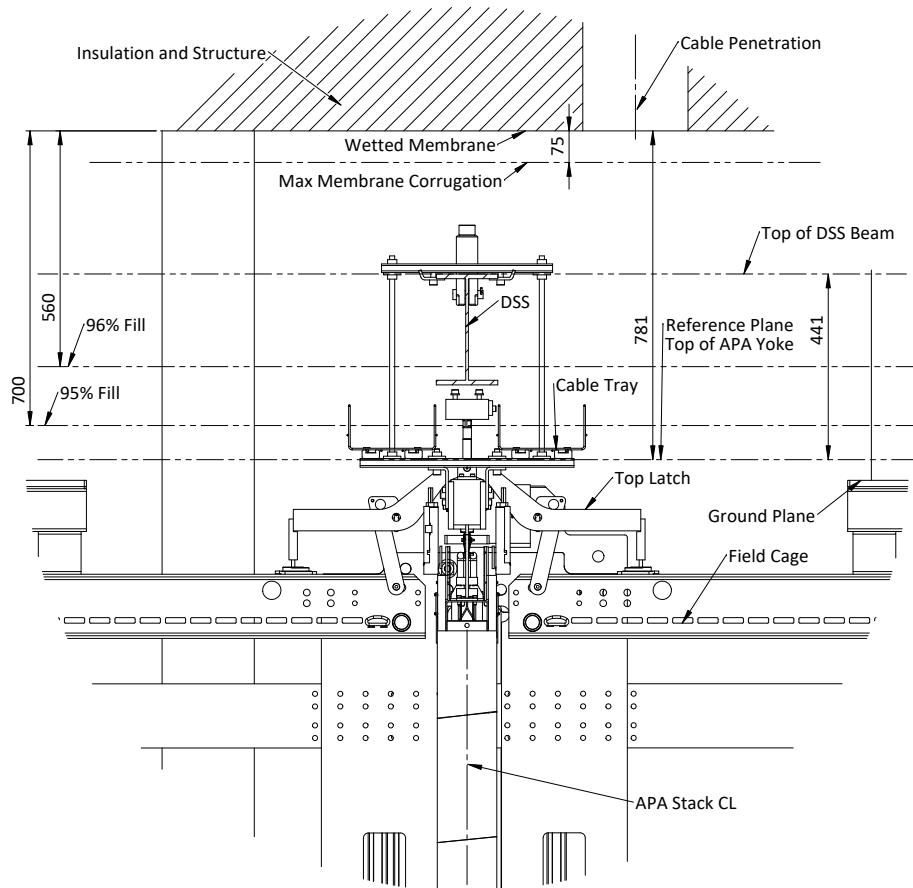 Insulation and Structure
Cable Penetration
Wetted Membrane
75
Max Membrane Corrugation
Top of DSS Beam
DSS
560
700
96% Fill
95% Fill
781
Reference Plane
Top of APA Yoke
441
Cable Tray
Top Latch
Ground Plane
Field Cage
APA Stack CL